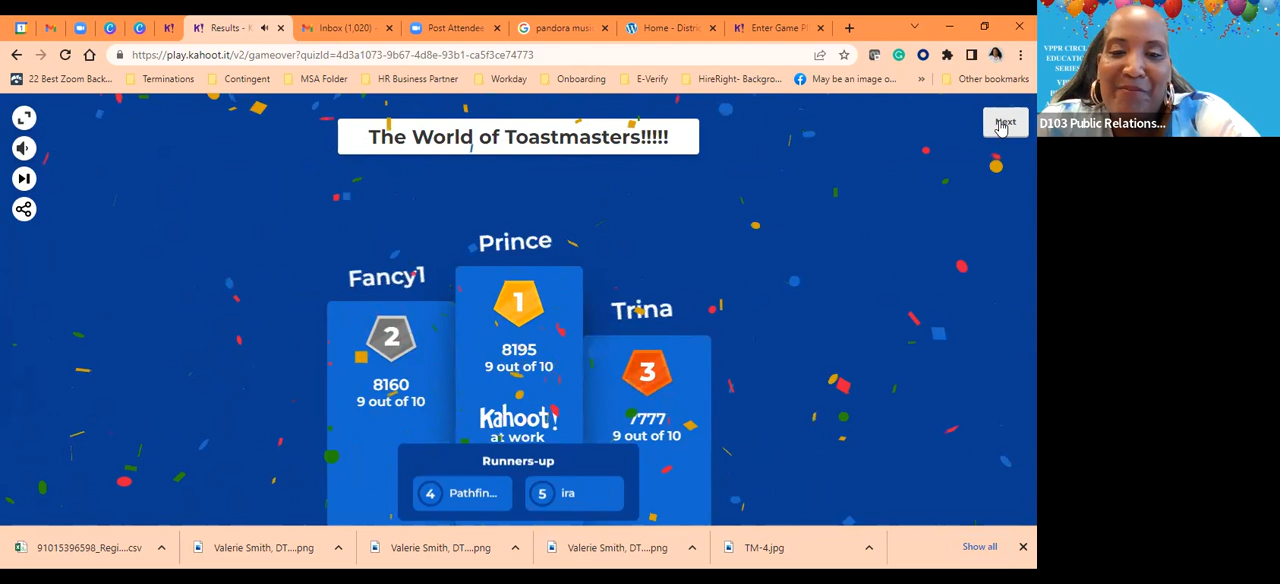 Results - K
Inbox (1,020)
Post Attendee
pandora musi
Home - Distric
Enter Game P
https://play.kahoot.it/v2/gameover?quizId=4d3a1073-9b67-4d8e-93b1-ca5f3ce74773
22 Best Zoom Back...
Terminations
Contingent
MSA Folder
HR Business Partner
Workday
Onboarding
E-Verify
HireRight- Backgro...
May be an image o...
»
Other bookmarks
VPPR CIRCL
EDUCATION
SERIES
Next
D103 Public Relations...
The World of Toastmasters!!!!!
Prince
Fancy1
Trina
1
2
3
8195
9 out of 10
8160
9 out of 10
7777
9 out of 10
Kahoot!
at work
Runners-up
4 Pathfin...
5 ira
91015396598_Regi....csv
Valerie Smith, DT....png
Valerie Smith, DT....png
Valerie Smith, DT....png
TM-4.jpg
Show all